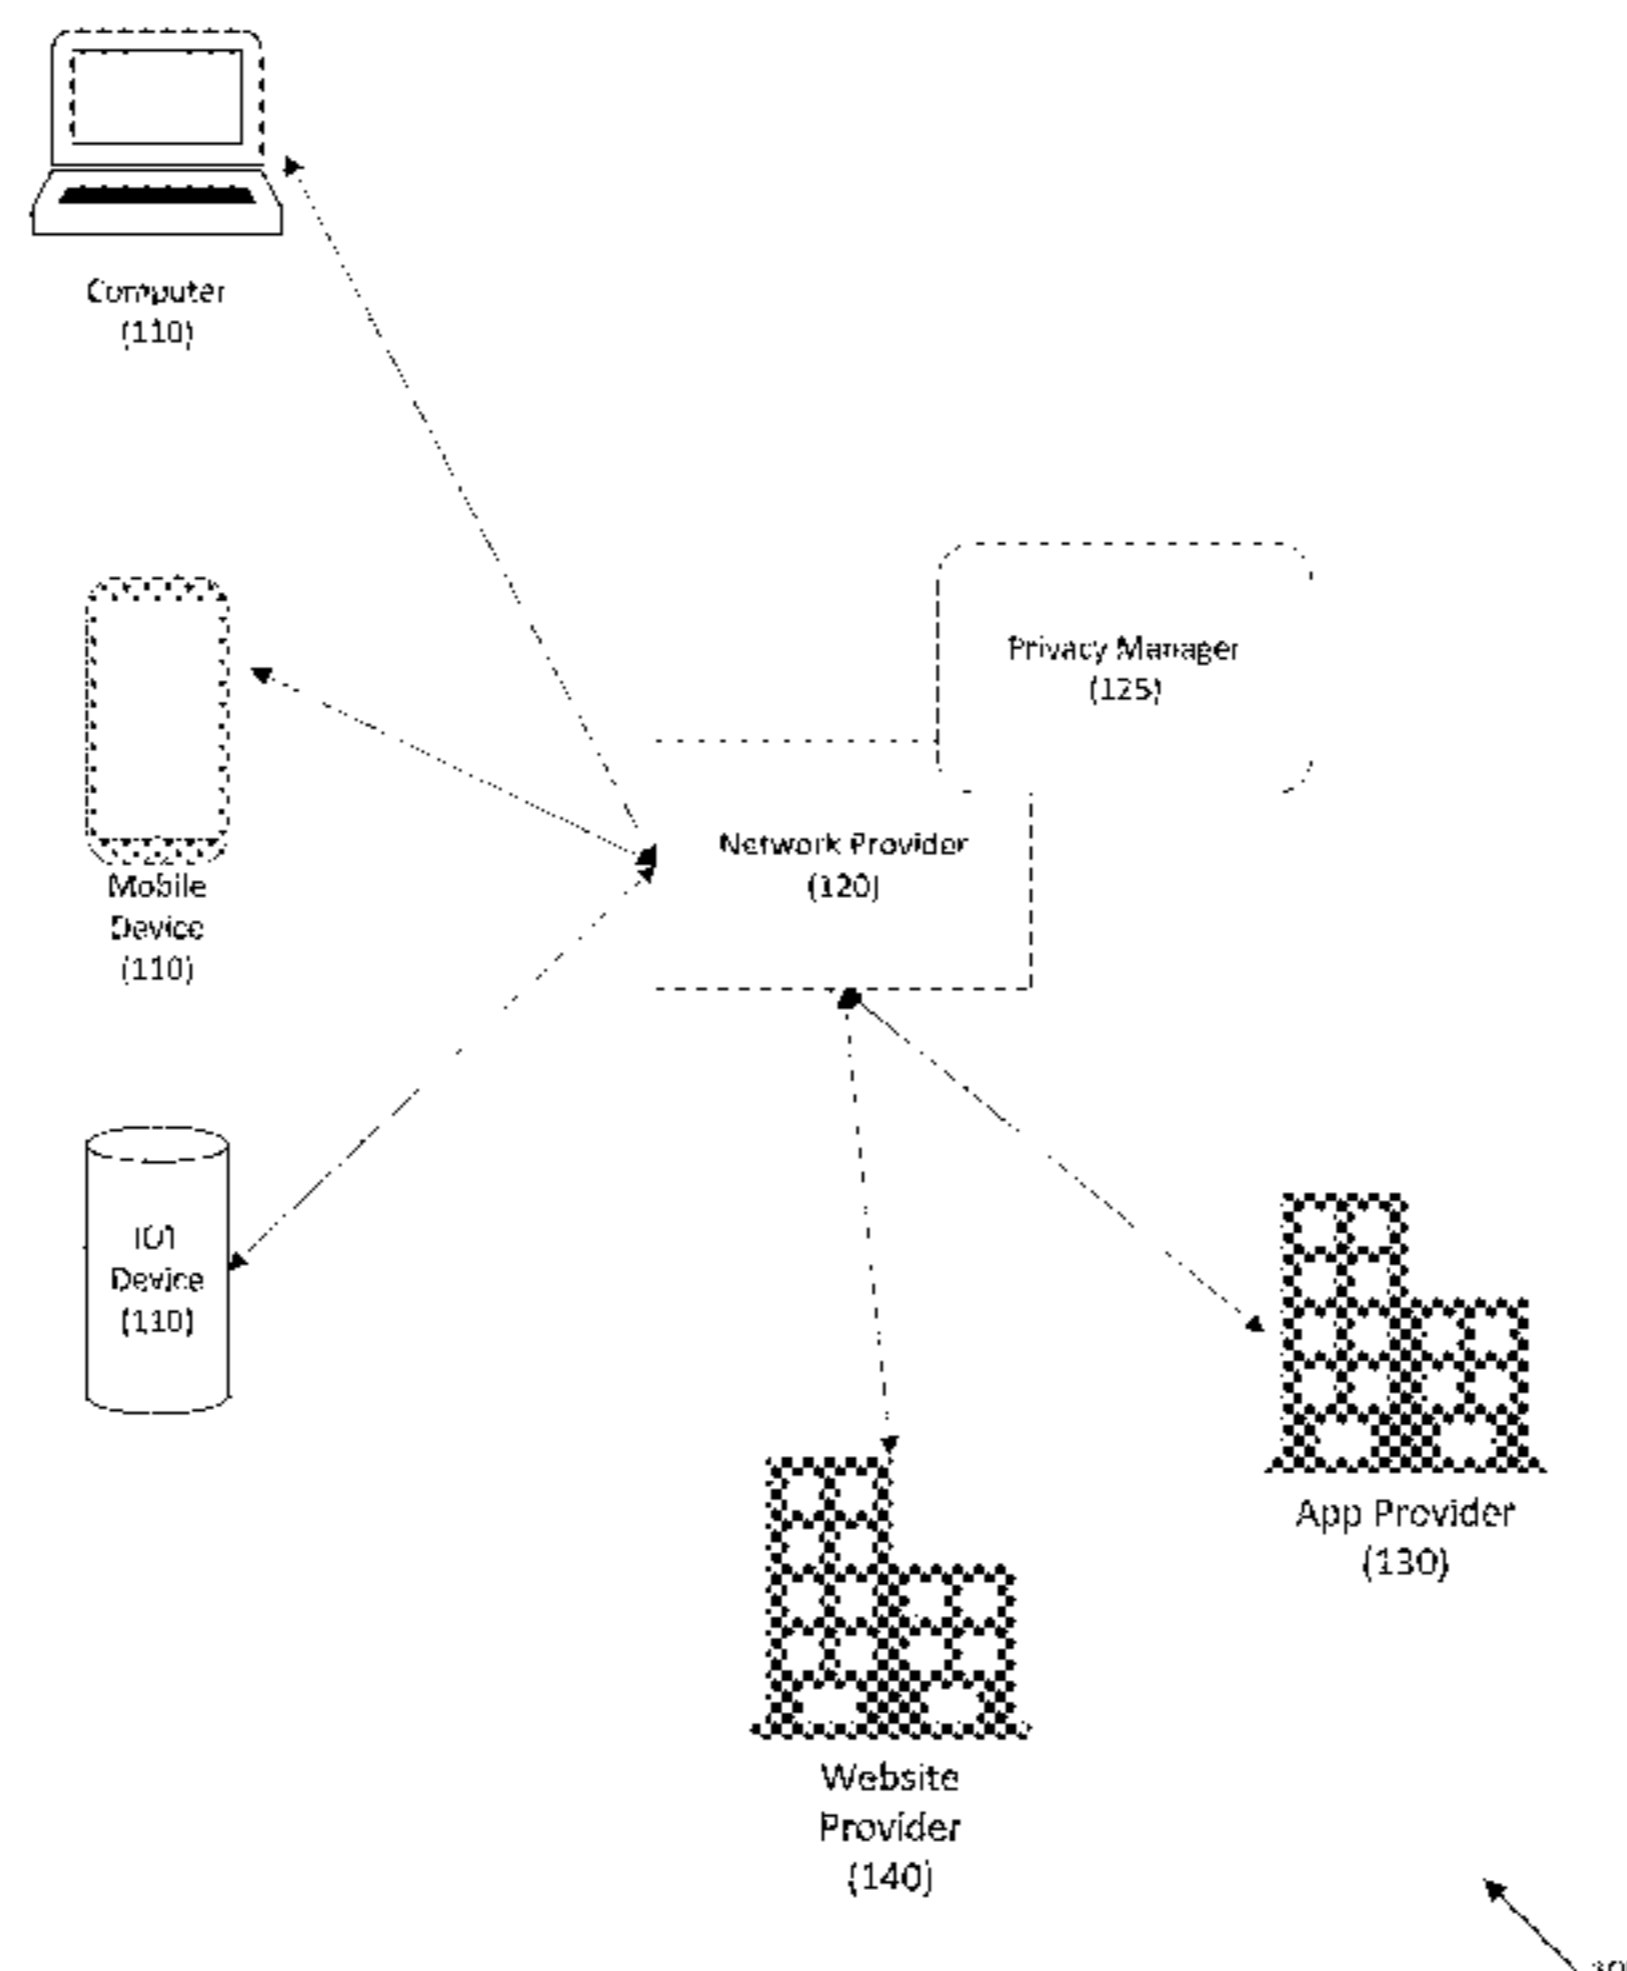 Computer
(110)
Privacy Manager
(125)
Network Provider
(120)
Mobile
Device
(110)
IOT
Device
(110)
App Provider
(130)
Website
Provider
(140)